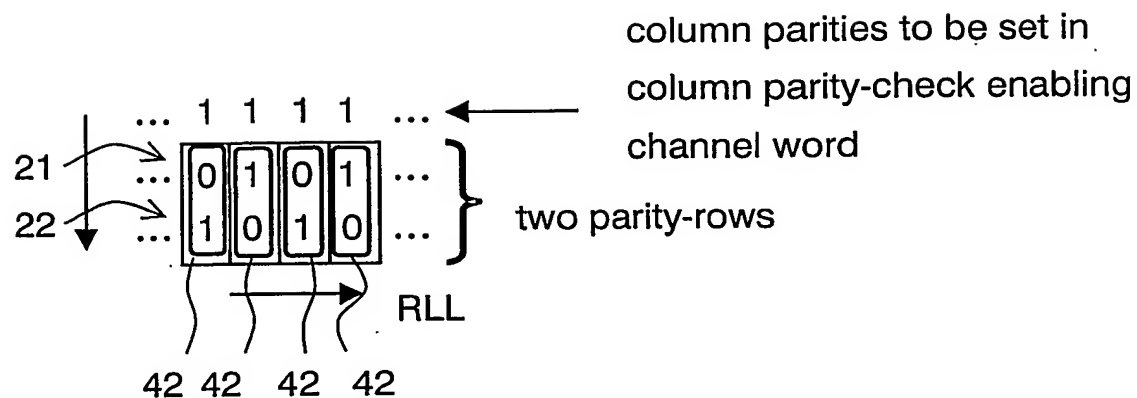 column parities to be set in
column parity-check enabling
channel word
... 1 1 1 1 ...
21 ... 0 1 0 1 ...
22 ... 1 0 1 0 ...
two parity-rows
RLL
42 42 42 42